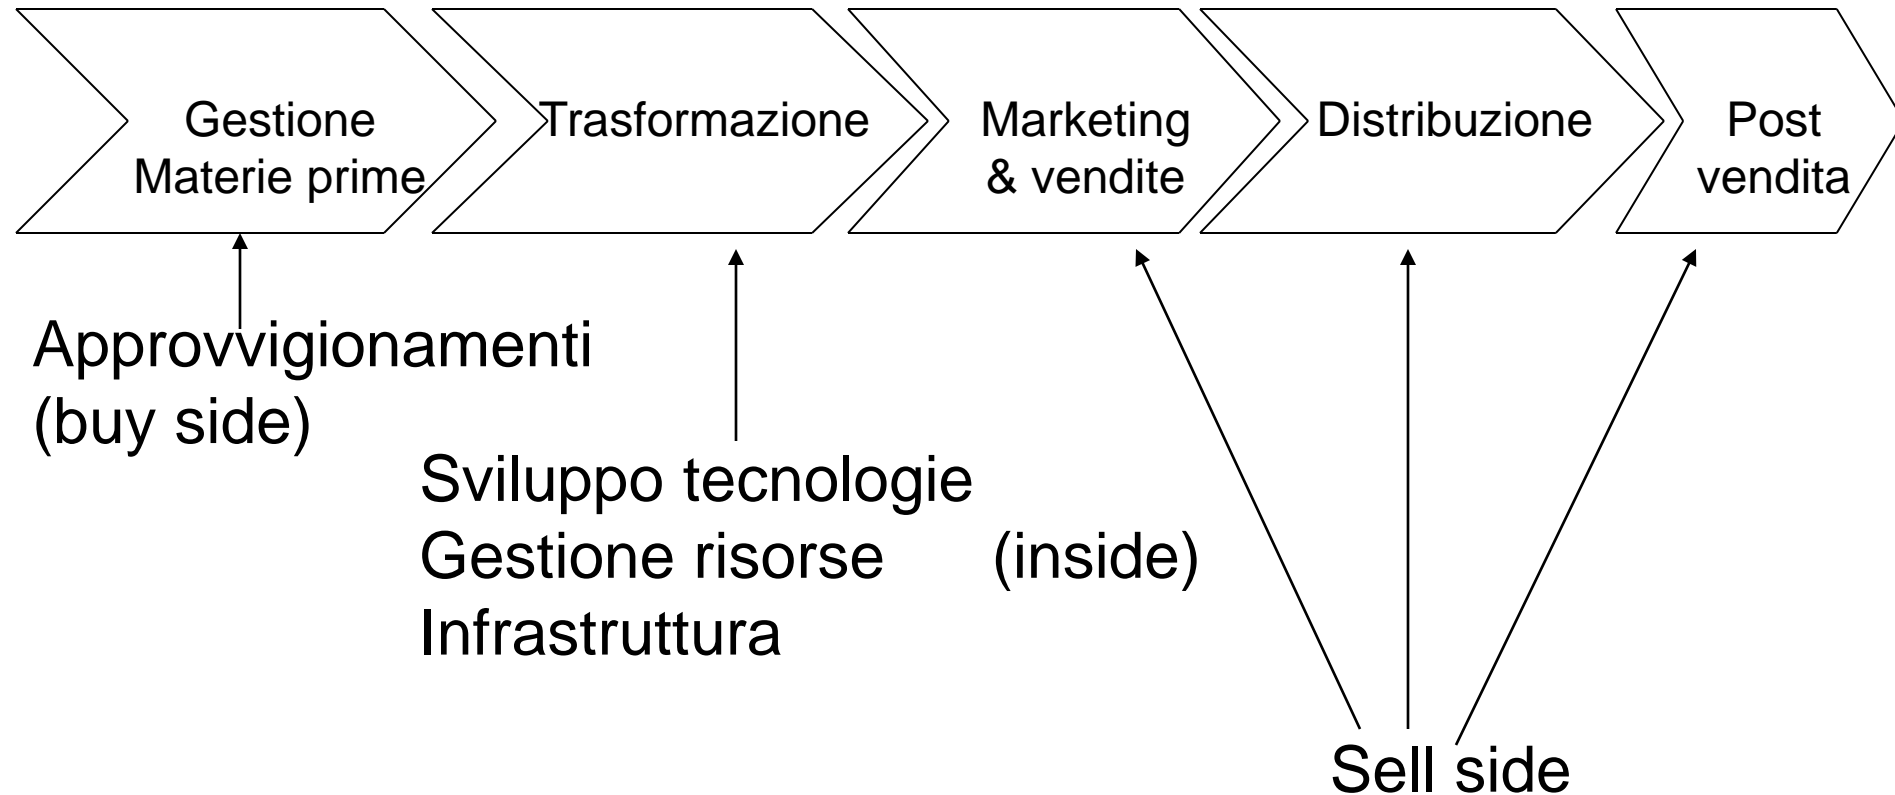 Gestione
Materie prime
Trasformazione
Marketing
& vendite
Distribuzione
Post
vendita
Approvvigionamenti
(buy side)
Sviluppo tecnologie
Gestione risorse (inside)
Infrastruttura
Sell side